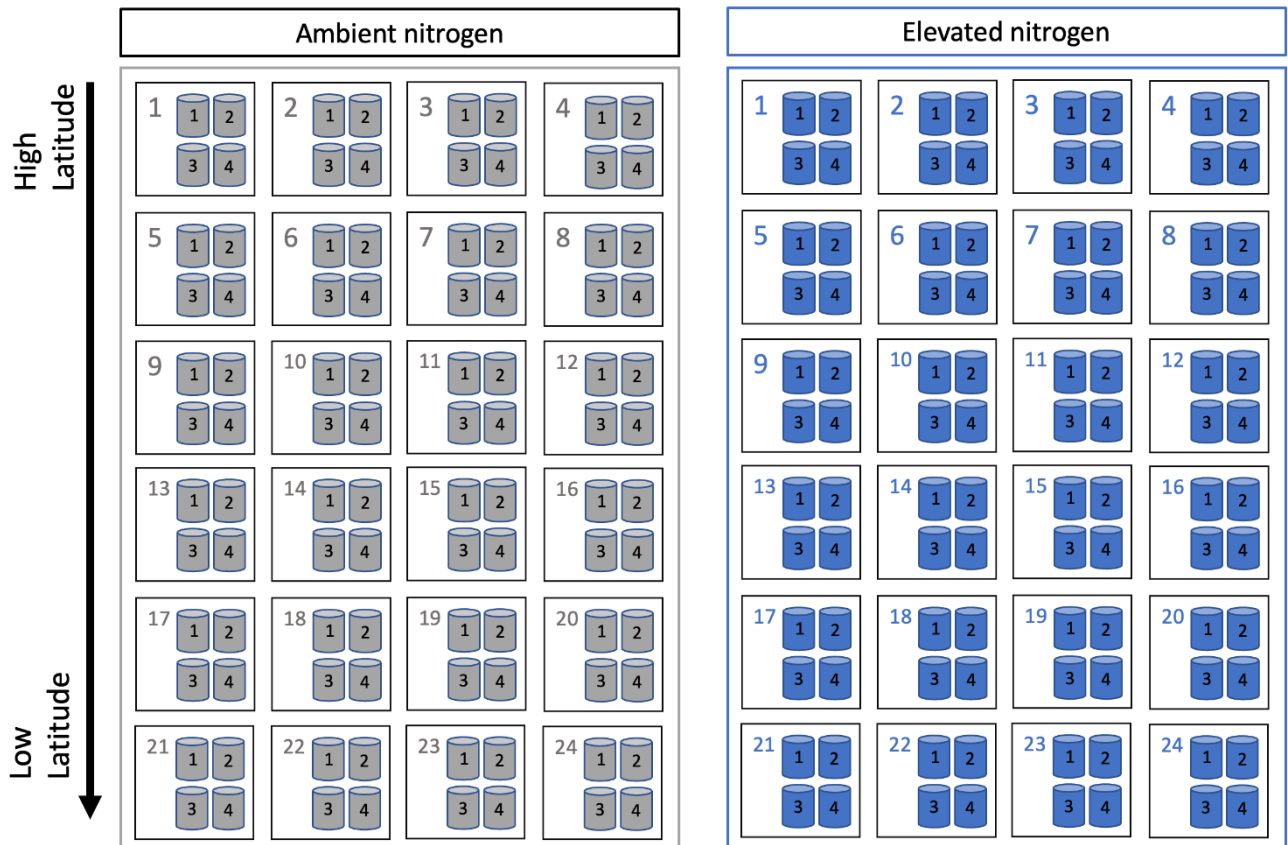 Ambient nitrogen
Elevated nitrogen
High
Latitude
Low
Latitude
1 1 2 2 1 2 3 1 2 4 1 2
3 4 3 4 3 4 3 4
5 1 2 6 1 2 7 1 2 8 1 2
3 4 3 4 3 4 3 4
9 1 2 10 1 2 11 1 2 12 1 2
3 4 3 4 3 4 3 4
13 1 2 14 1 2 15 1 2 16 1 2
3 4 3 4 3 4 3 4
17 1 2 18 1 2 19 1 2 20 1 2
3 4 3 4 3 4 3 4
21 1 2 22 1 2 23 1 2 24 1 2
3 4 3 4 3 4 3 4
1 1 2 2 1 2 3 1 2 4 1 2
3 4 3 4 3 4 3 4
5 1 2 6 1 2 7 1 2 8 1 2
3 4 3 4 3 4 3 4
9 1 2 10 1 2 11 1 2 12 1 2
3 4 3 4 3 4 3 4
13 1 2 14 1 2 15 1 2 16 1 2
3 4 3 4 3 4 3 4
17 1 2 18 1 2 19 1 2 20 1 2
3 4 3 4 3 4 3 4
21 1 2 22 1 2 23 1 2 24 1 2
3 4 3 4 3 4 3 4